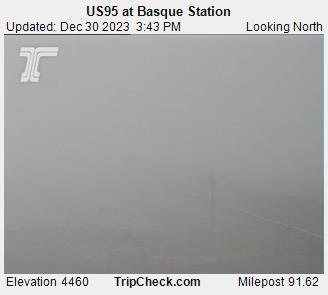 US95 at Basque Station
Updated: Dec 30 2023 3:43 PM Looking North
Elevation 4460 TripCheck.com Milepost 91.62